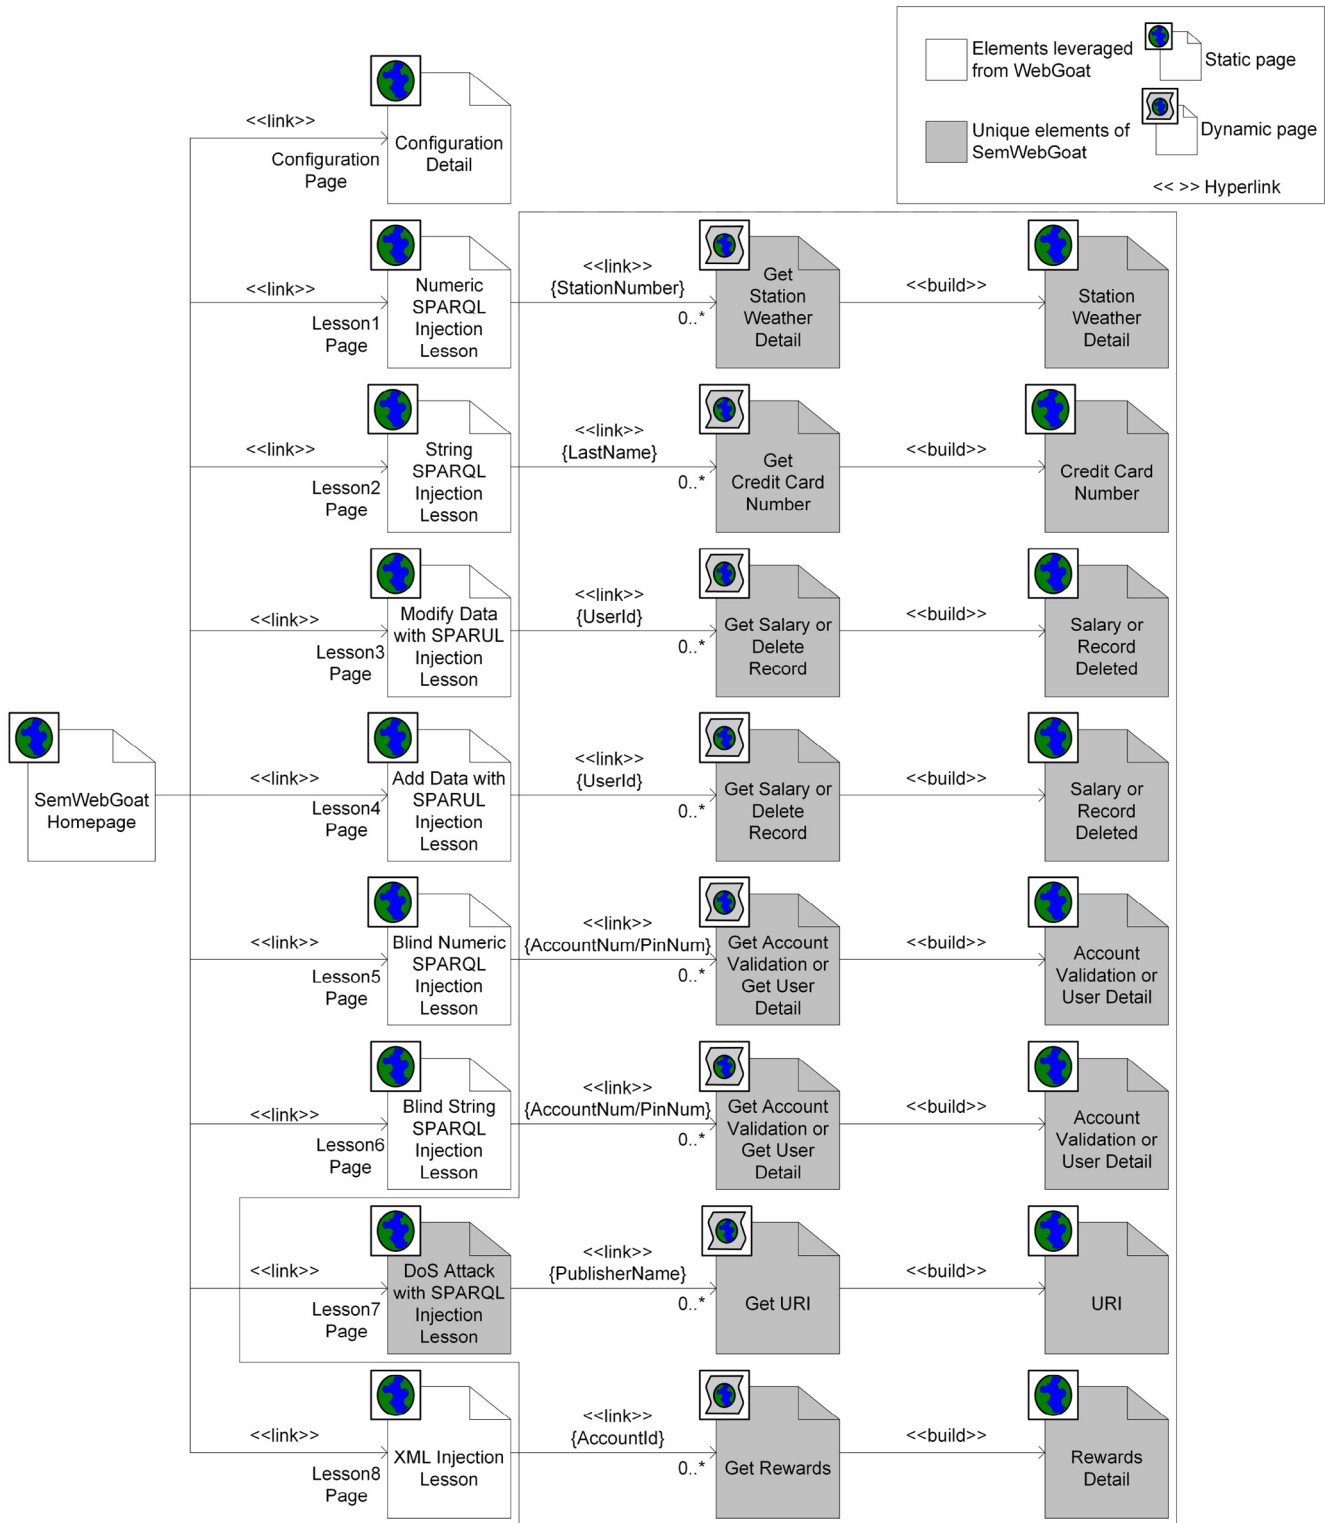 Elements leveraged
from WebGoat
Static page
Unique elements of
SemWebGoat
Dynamic page
<< >> Hyperlink
<<link>>
Configuration
Page
Configuration
Detail
<<link>>
Lesson1
Page
Numeric
SPARQL
Injection
Lesson
<<link>>
{StationNumber}
0..*
Get
Station
Weather
Detail
<<build>>
Station
Weather
Detail
<<link>>
Lesson2
Page
String
SPARQL
Injection
Lesson
<<link>>
{LastName}
0..*
Get
Credit Card
Number
<<build>>
Credit Card
Number
<<link>>
Lesson3
Page
Modify Data
with SPARUL
Injection
Lesson
<<link>>
{UserId}
0..*
Get Salary or
Delete
Record
<<build>>
Salary or
Record
Deleted
SemWebGoat
Homepage
<<link>>
Lesson4
Page
Add Data with
SPARUL
Injection
Lesson
<<link>>
{UserId}
0..*
Get Salary or
Delete
Record
<<build>>
Salary or
Record
Deleted
<<link>>
Lesson5
Page
Blind Numeric
SPARQL
Injection
Lesson
<<link>>
{AccountNum/PinNum}
0..*
Get Account
Validation or
Get User
Detail
<<build>>
Account
Validation or
User Detail
<<link>>
Lesson6
Page
Blind String
SPARQL
Injection
Lesson
<<link>>
{AccountNum/PinNum}
0..*
Get Account
Validation or
Get User
Detail
<<build>>
Account
Validation or
User Detail
<<link>>
Lesson7
Page
DoS Attack
with SPARQL
Injection
Lesson
<<link>>
{PublisherName}
0..*
Get URI
<<build>>
URI
<<link>>
Lesson8
Page
XML Injection
Lesson
<<link>>
{AccountId}
0..*
Get Rewards
<<build>>
Rewards
Detail